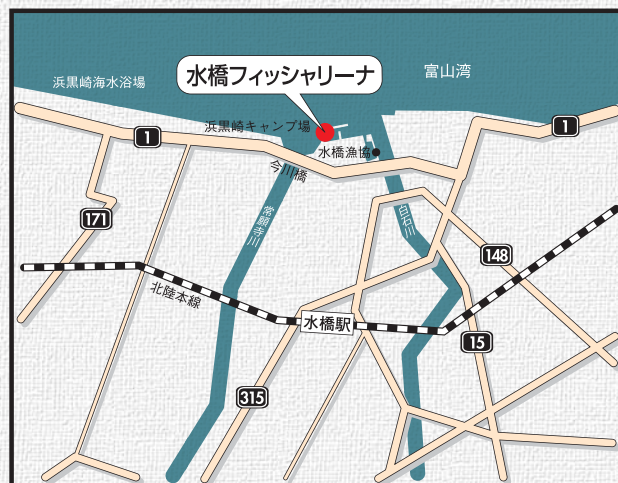 水橋フィッシャリーナ
富山湾
浜黒崎海水浴場
浜黒崎キャンプ場
1
1
水橋漁協
今川橋
171
常願寺川
白石川
148
北陸本線
水橋駅
15
315